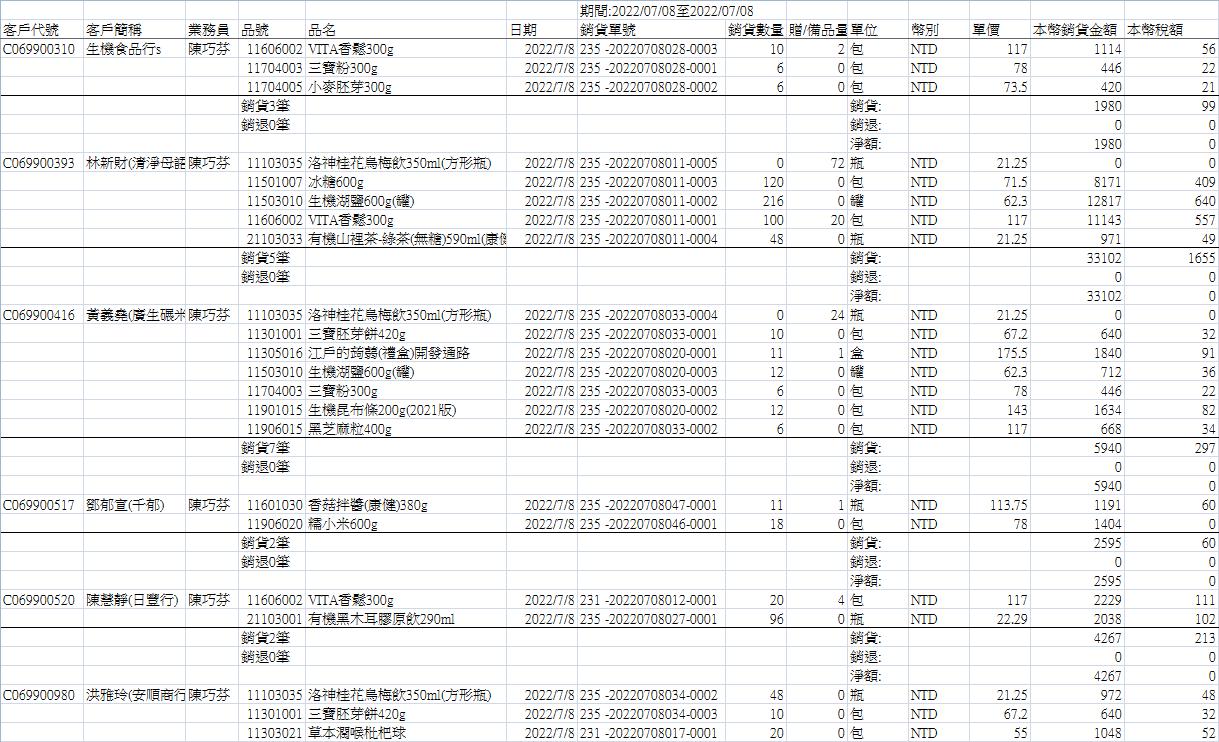 期間:2022/07/08至2022/07/08
客戶代號 客戶簡稱 業務員 品號 品名 日期 銷貨單號 銷貨數量 贈/備品量 單位 幣別 單價 本幣銷貨金額 本幣稅額
C069900310 生機食品行s 陳巧芬 11606002 VITA香鬆300g 2022/7/8 235 -20220708028-0003 10 2 包 NTD 117 1114 56
11704003 三寶粉300g 2022/7/8 235 -20220708028-0001 6 0 包 NTD 78 446 22
11704005 小麥胚芽300g 2022/7/8 235 -20220708028-0002 6 0 包 NTD 73.5 420 21
銷貨3筆 銷貨: 1980 99
銷退0筆 銷退: 0 0
淨額: 1980 0
C069900393 林新財(清淨母語 陳巧芬 11103035 洛神桂花烏梅飲350ml(方形瓶) 2022/7/8 235 -20220708011-0005 0 72 瓶 NTD 21.25 0 0
11501007 冰糖600g 2022/7/8 235 -20220708011-0003 120 0 包 NTD 71.5 8171 409
11503010 生機湖鹽600g(罐) 2022/7/8 235 -20220708011-0002 216 0 罐 NTD 62.3 12817 640
11606002 VITA香鬆300g 2022/7/8 235 -20220708011-0001 100 20 包 NTD 117 11143 557
21103033 有機山裡茶-綠茶(無糖)590ml(康健 2022/7/8 235 -20220708011-0004 48 0 瓶 NTD 21.25 971 49
銷貨5筆 銷貨: 33102 1655
銷退0筆 銷退: 0 0
淨額: 33102 0
C069900416 黃義堯(廣生碾米 陳巧芬 11103035 洛神桂花烏梅飲350ml(方形瓶) 2022/7/8 235 -20220708033-0004 0 24 瓶 NTD 21.25 0 0
11301001 三寶胚芽餅420g 2022/7/8 235 -20220708033-0001 10 0 包 NTD 67.2 640 32
11305016 江戶的蒟蒻(禮盒)開發通路 2022/7/8 235 -20220708020-0001 11 1 盒 NTD 175.5 1840 91
11503010 生機湖鹽600g(罐) 2022/7/8 235 -20220708020-0003 12 0 罐 NTD 62.3 712 36
11704003 三寶粉300g 2022/7/8 235 -20220708033-0003 6 0 包 NTD 78 446 22
11901015 生機昆布條200g(2021版) 2022/7/8 235 -20220708020-0002 12 0 包 NTD 143 1634 82
11906015 黑芝麻粒400g 2022/7/8 235 -20220708033-0002 6 0 包 NTD 117 668 34
銷貨7筆 銷貨: 5940 297
銷退0筆 銷退: 0 0
淨額: 5940 0
C069900517 鄧郁宣(千郁) 陳巧芬 11601030 香菇拌醬(康健)380g 2022/7/8 235 -20220708047-0001 11 1 瓶 NTD 113.75 1191 60
11906020 糯小米600g 2022/7/8 235 -20220708046-0001 18 0 包 NTD 78 1404 0
銷貨2筆 銷貨: 2595 60
銷退0筆 銷退: 0 0
淨額: 2595 0
C069900520 陳慧靜(日豐行) 陳巧芬 11606002 VITA香鬆300g 2022/7/8 231 -20220708012-0001 20 4 包 NTD 117 2229 111
21103001 有機黑木耳膠原飲290ml 2022/7/8 235 -20220708027-0001 96 0 瓶 NTD 22.29 2038 102
銷貨2筆 銷貨: 4267 213
銷退0筆 銷退: 0 0
淨額: 4267 0
C069900980 洪雅玲(安順商行 陳巧芬 11103035 洛神桂花烏梅飲350ml(方形瓶) 2022/7/8 235 -20220708034-0002 48 0 瓶 NTD 21.25 972 48
11301001 三寶胚芽餅420g 2022/7/8 235 -20220708034-0003 10 0 包 NTD 67.2 640 32
11303021 草本潤喉枇杷球 2022/7/8 231 -20220708017-0001 20 0 包 NTD 55 1048 52